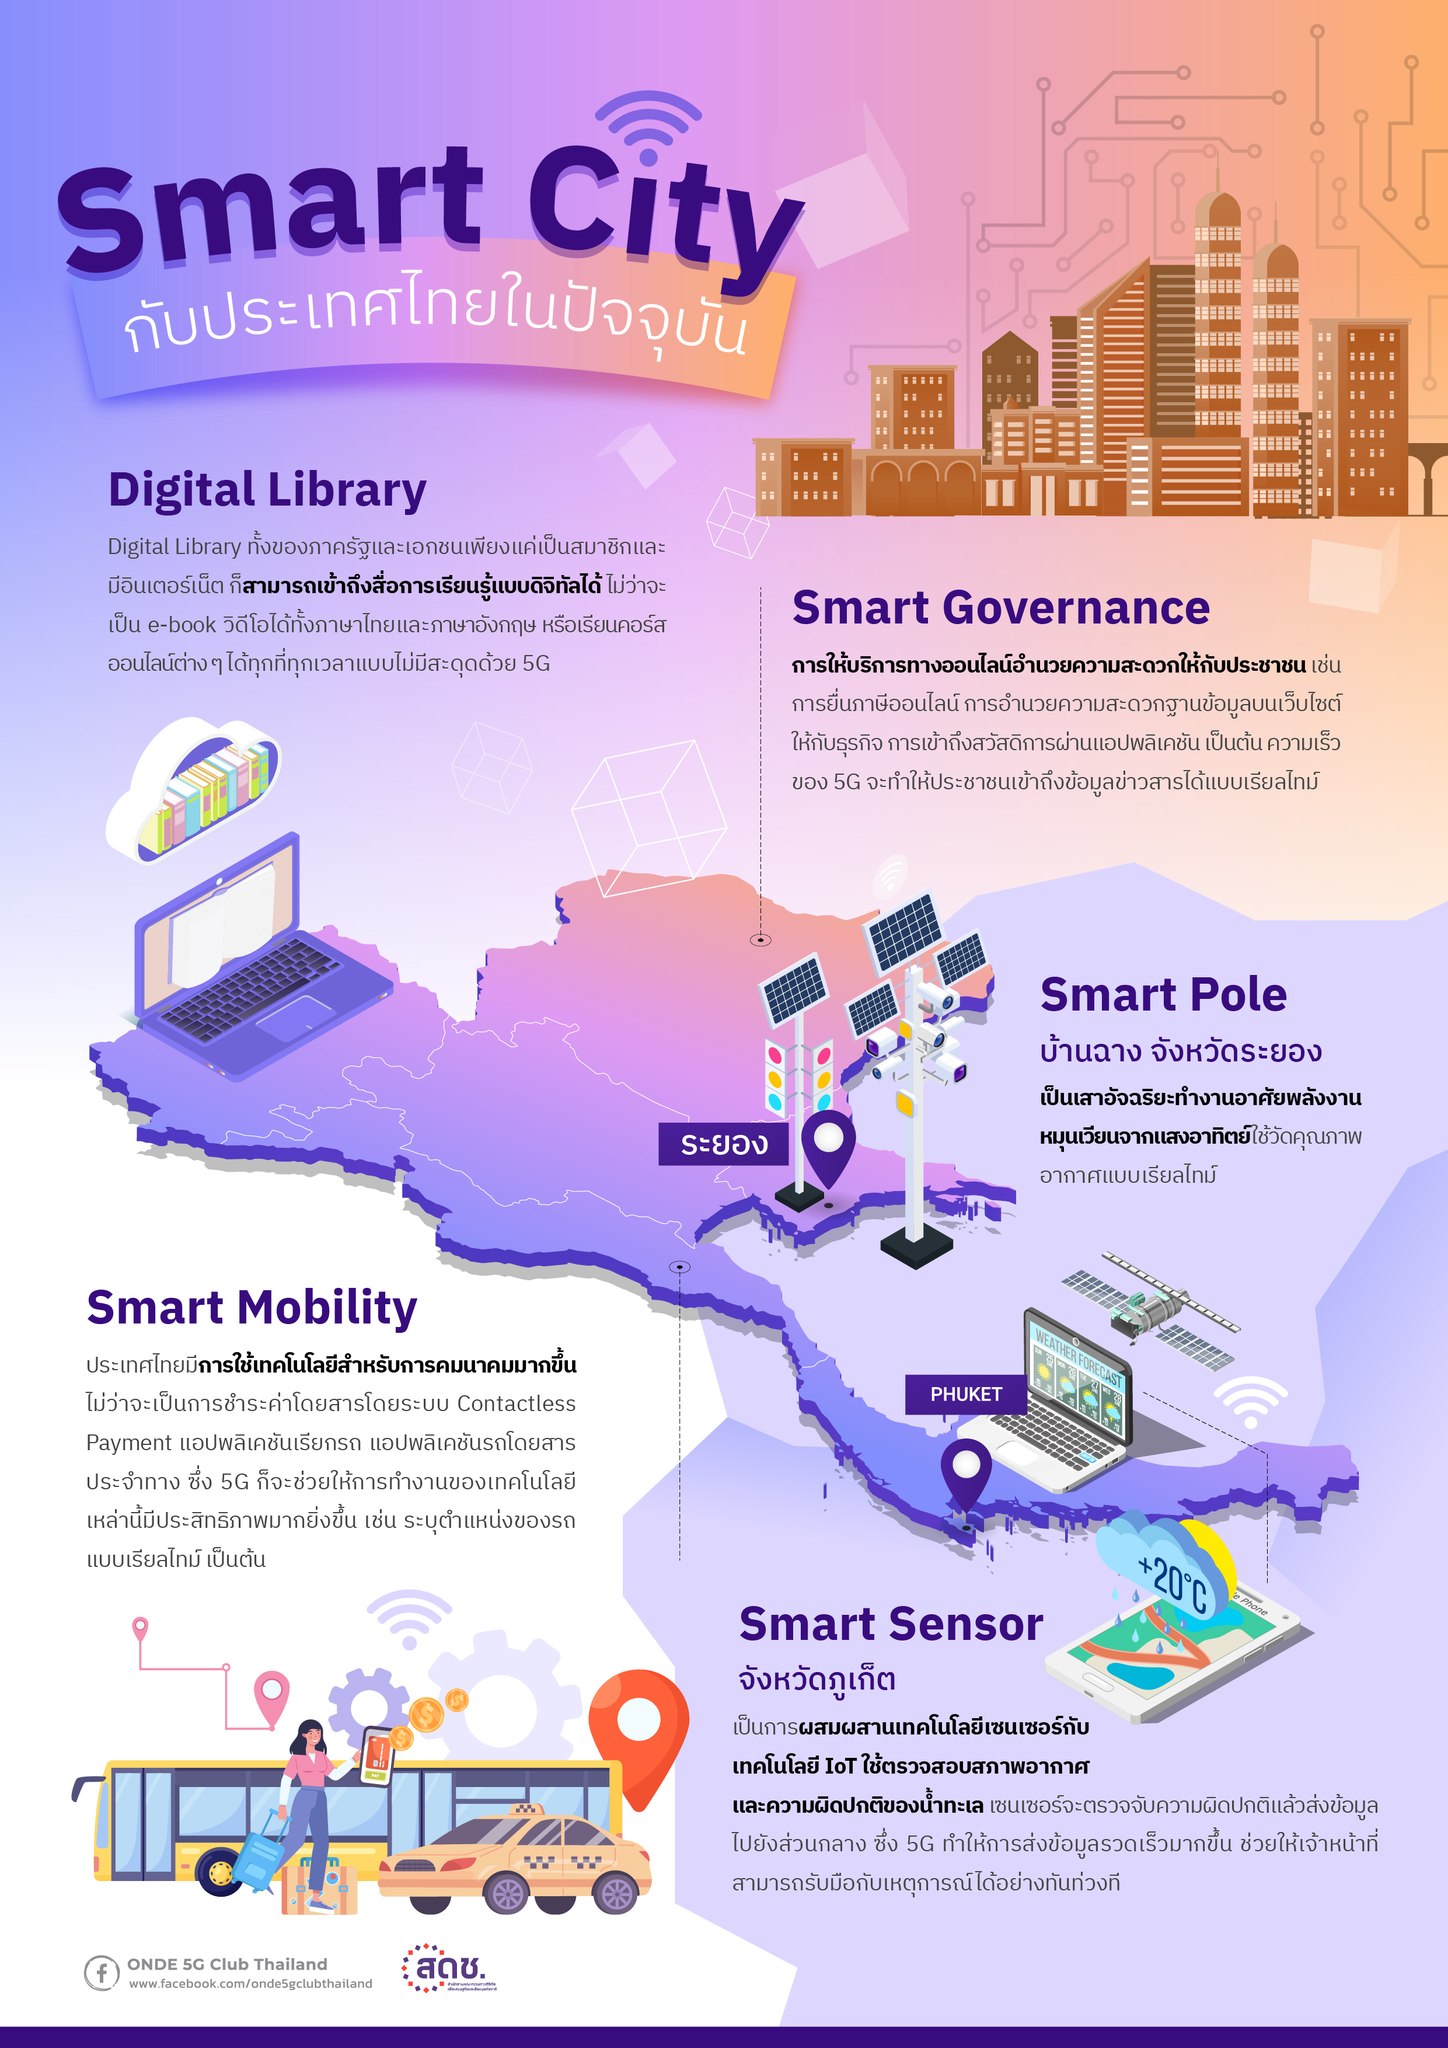 Smart City
กับประเทศไทยในปัจจุบัน
Digital Library
Digital Library ทั้งของภาครัฐและเอกชนเพียงแค่เป็นสมาชิกและ
มีอินเตอร์เน็ต ก็สามารถเข้าถึงสื่อการเรียนรู้แบบดิจิทัลได้ ไม่ว่าจะ
เป็น e-book วิดีโอได้ทั้งภาษาไทยและภาษาอังกฤษ หรือเรียนคอร์ส
ออนไลน์ต่าง ๆ ได้ทุกที่ทุกเวลาแบบไม่มีสะดุดด้วย 5G
Smart Governance
การให้บริการทางออนไลน์อำนวยความสะดวกให้กับประชาชน เช่น
การยื่นภาษีออนไลน์ การอำนวยความสะดวกฐานข้อมูลบนเว็บไซต์
ให้กับธุรกิจ การเข้าถึงสวัสดิการผ่านแอปพลิเคชัน เป็นต้น ความเร็ว
ของ 5G จะทำให้ประชาชนเข้าถึงข้อมูลข่าวสารได้แบบเรียลไทม์
Smart Pole
บ้านฉาง จังหวัดระยอง
เป็นเสาอัจฉริยะทำงานอาศัยพลังงาน
หมุนเวียนจากแสงอาทิตย์ใช้วัดคุณภาพ
อากาศแบบเรียลไทม์
ระยอง
Smart Mobility
ประเทศไทยมีการใช้เทคโนโลยีสำหรับการคมนาคมมากขึ้น
ไม่ว่าจะเป็นการชำระค่าโดยสารโดยระบบ Contactless
Payment แอปพลิเคชันเรียกรถ แอปพลิเคชันรถโดยสาร
ประจำทาง ซึ่ง 5G ก็จะช่วยให้การทำงานของเทคโนโลยี
เหล่านี้มีประสิทธิภาพมากยิ่งขึ้น เช่น ระบุตำแหน่งของรถ
แบบเรียลไทม์ เป็นต้น
WEATHER FORECAST
PHUKET
+20°C
Phone
Smart Sensor
จังหวัดภูเก็ต
เป็นการผสมผสานเทคโนโลยีเซนเซอร์กับ
เทคโนโลยี IoT ใช้ตรวจสอบสภาพอากาศ
และความผิดปกติของน้ำทะเล เซนเซอร์จะตรวจจับความผิดปกติแล้วส่งข้อมูล
ไปยังส่วนกลาง ซึ่ง 5G ทำให้การส่งข้อมูลรวดเร็วมากขึ้น ช่วยให้เจ้าหน้าที่
สามารถรับมือกับเหตุการณ์ได้อย่างทันท่วงที
ONDE 5G Club Thailand
www.facebook.com/onde5gclubthailand
สดช.